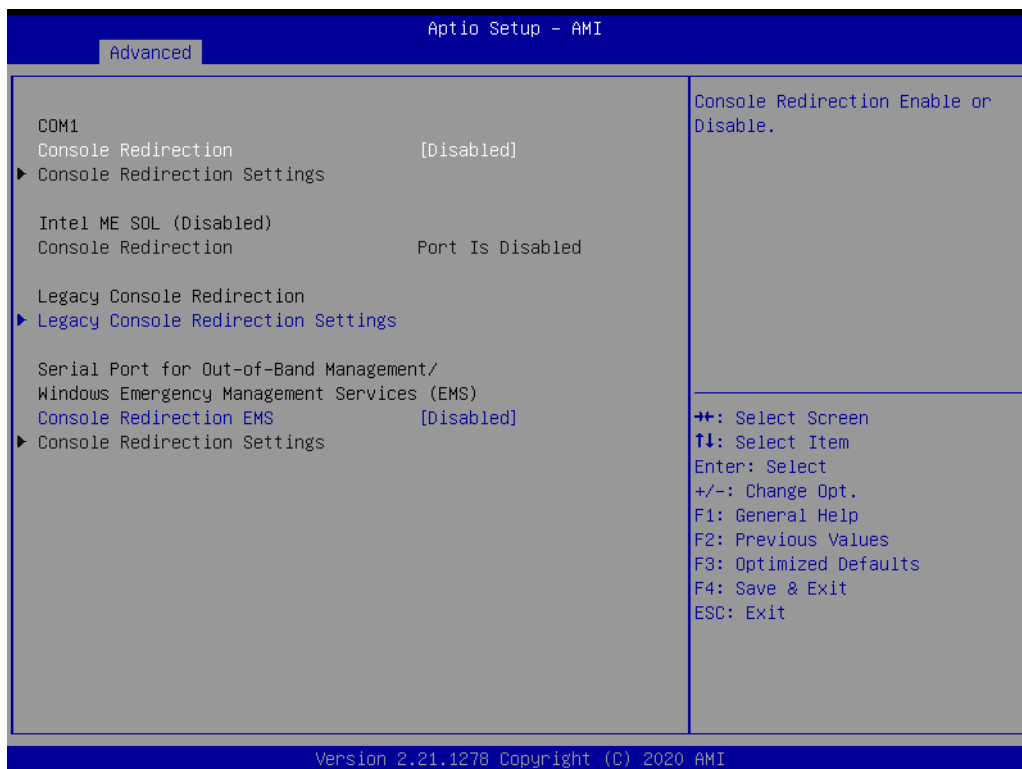 Aptio Setup – AMI
Advanced
COM1
Console Redirection [Disabled]
Console Redirection Settings
Intel ME SOL (Disabled)
Console Redirection Port Is Disabled
Legacy Console Redirection
Legacy Console Redirection Settings
Serial Port for Out–of–Band Management/
Windows Emergency Management Services (EMS)
Console Redirection EMS [Disabled]
Console Redirection Settings
Console Redirection Enable or
Disable.
→←: Select Screen
↑↓: Select Item
Enter: Select
+/–: Change Opt.
F1: General Help
F2: Previous Values
F3: Optimized Defaults
F4: Save & Exit
ESC: Exit
Version 2.21.1278 Copyright (C) 2020 AMI